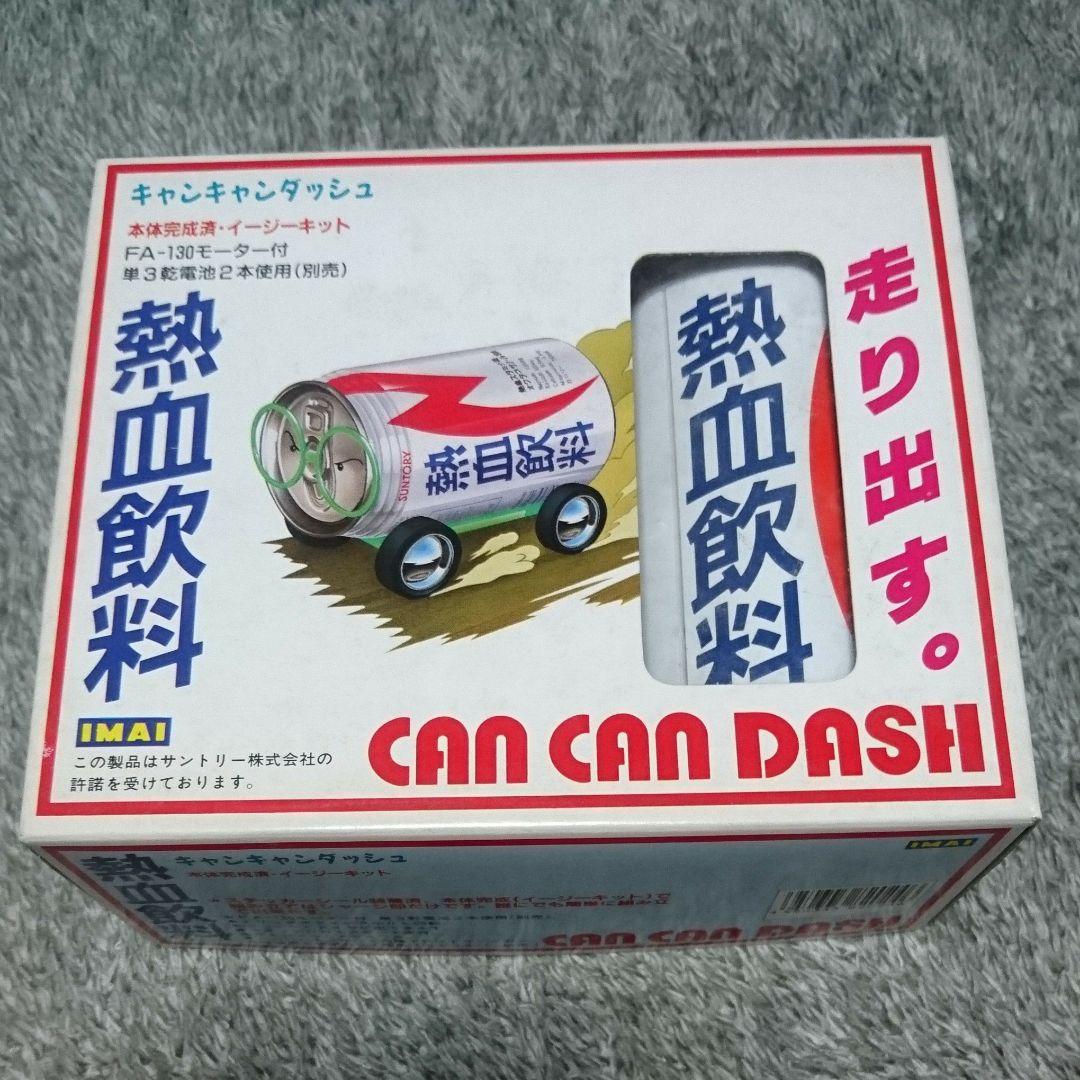 キャンキャンダッシュ
本体完成済・イージーキット
FA-130モーター付
単3乾電池2本使用(別売)
熱血飲料
SUNTORY
熱血飲料
熱血飲料
走り出す。
IMAI
この製品はサントリー株式会社の
許諾を受けております。
CAN CAN DASH
IMAI
熱血飲料
キャンキャンダッシュ
本体完成済・イージーキット
CAN CAN DASH